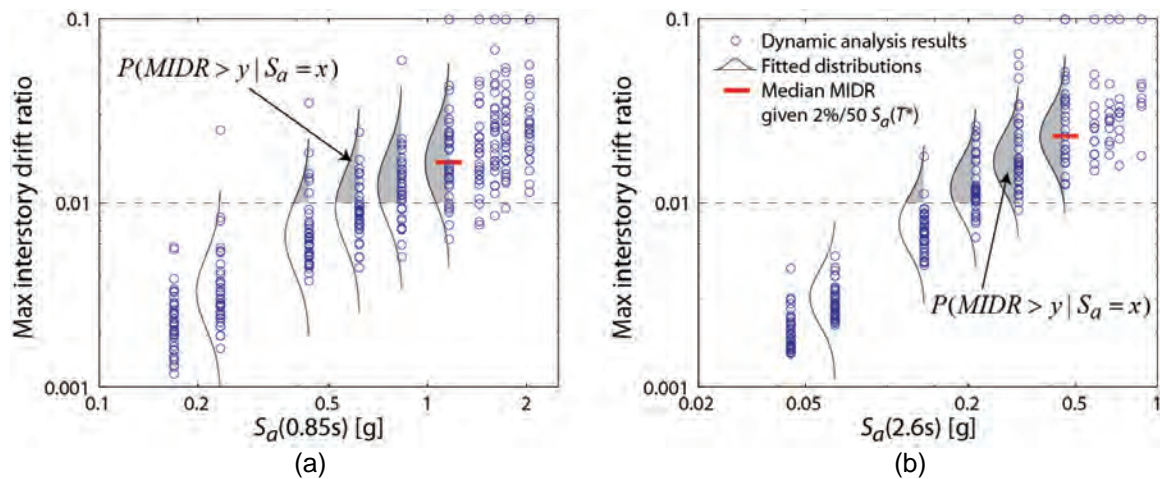 0.1
P(MIDR > y | Sa = x)
Max interstory drift ratio
0.01
0.001
0.1
0.2
0.5
1
2
Sa(0.85s) [g]
(a)
0.1
Dynamic analysis results
Fitted distributions
Median MIDR
given 2%/50 Sa(T*)
Max interstory drift ratio
0.01
P(MIDR > y | Sa = x)
0.001
0.02
0.05
0.2
0.5
1
Sa(2.6s) [g]
(b)